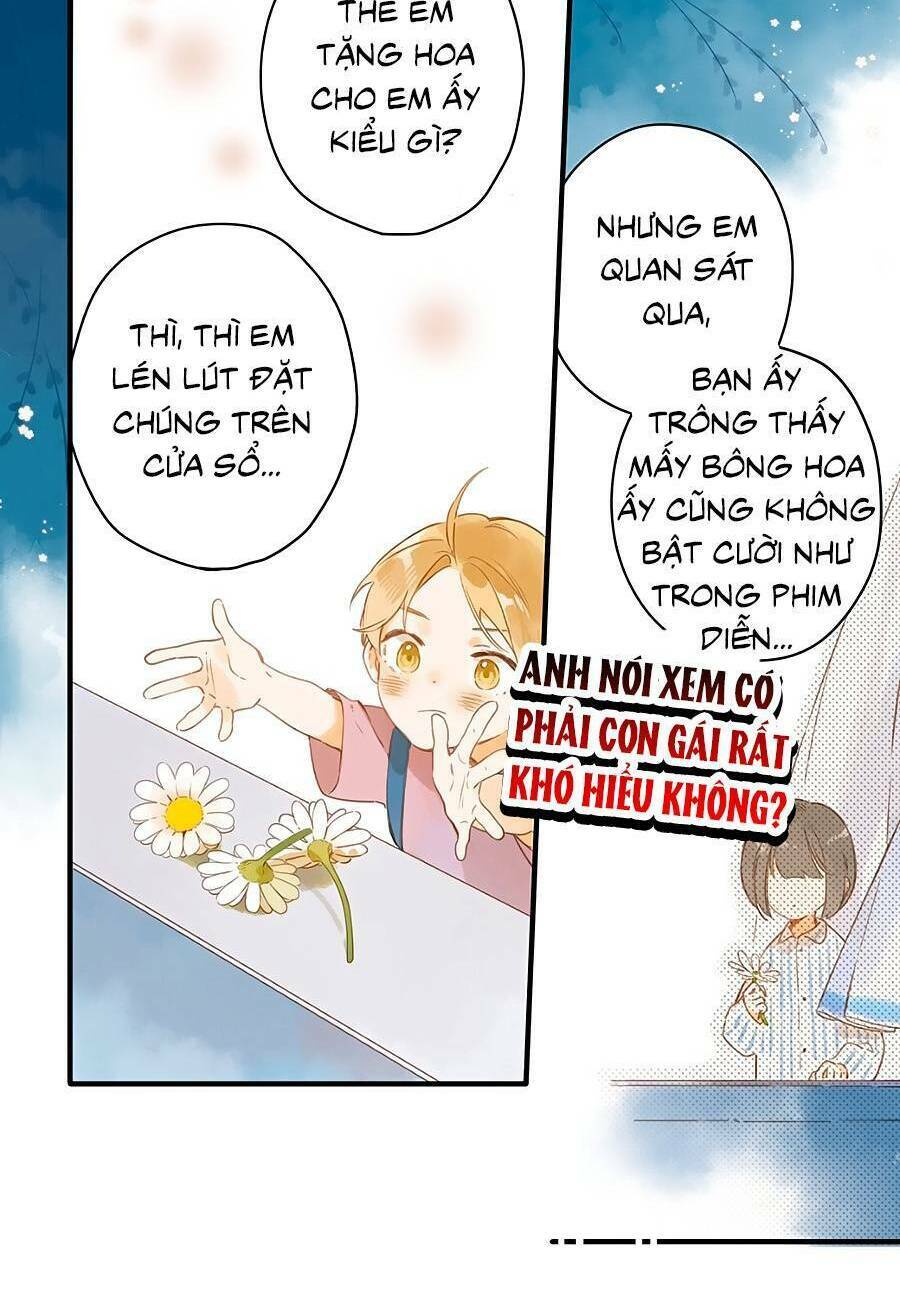 THẾ EM
TẶNG HOA
CHO EM ẤY
KIỂU GÌ?
THÌ, THÌ EM
LÉN LÚT ĐẶT
CHÚNG TRÊN
CỬA SỔ...
NHƯNG EM
QUAN SÁT
QUA,
BẠN ẤY
TRÔNG THẤY
MẤY BÔNG HOA
ẤY CŨNG KHÔNG
BẬT CƯỜI NHƯ
TRONG PHIM
DIỄN...
ANH NÓI XEM CÓ
PHẢI CON GÁI RẤT
KHÓ HIỂU KHÔNG?